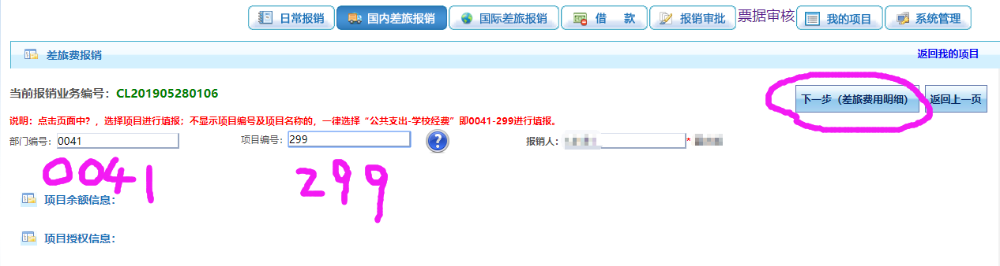 日常报销 国内差旅报销 国际差旅报销 借 款 报销审批 票据审核 我的项目 系统管理
差旅费报销 返回我的项目
当前报销业务编号：CL201905280106 下一步（差旅费用明细） 返回上一页
说明：点击页面中?，选择项目进行填报；不显示项目编号及项目名称的，一律选择“公共支出-学校经费”即0041-299进行填报。
部门编号：0041 项目编号：299 ? 报销人： *
0041 299
项目余额信息：
项目授权信息：